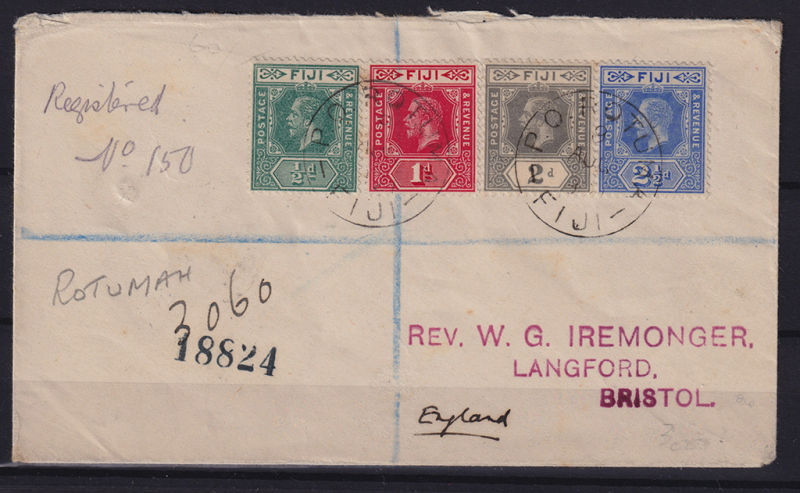 FIJI FIJI FIJI FIJI
POSTAGE & REVENUE POSTAGE & REVENUE POSTAGE & REVENUE POSTAGE & REVENUE
½d 1d 2d 2½d
FIJI FIJI
Registered
No 150
ROTUMAH
3060
18824
REV. W. G. IREMONGER,
LANGFORD,
BRISTOL.
England